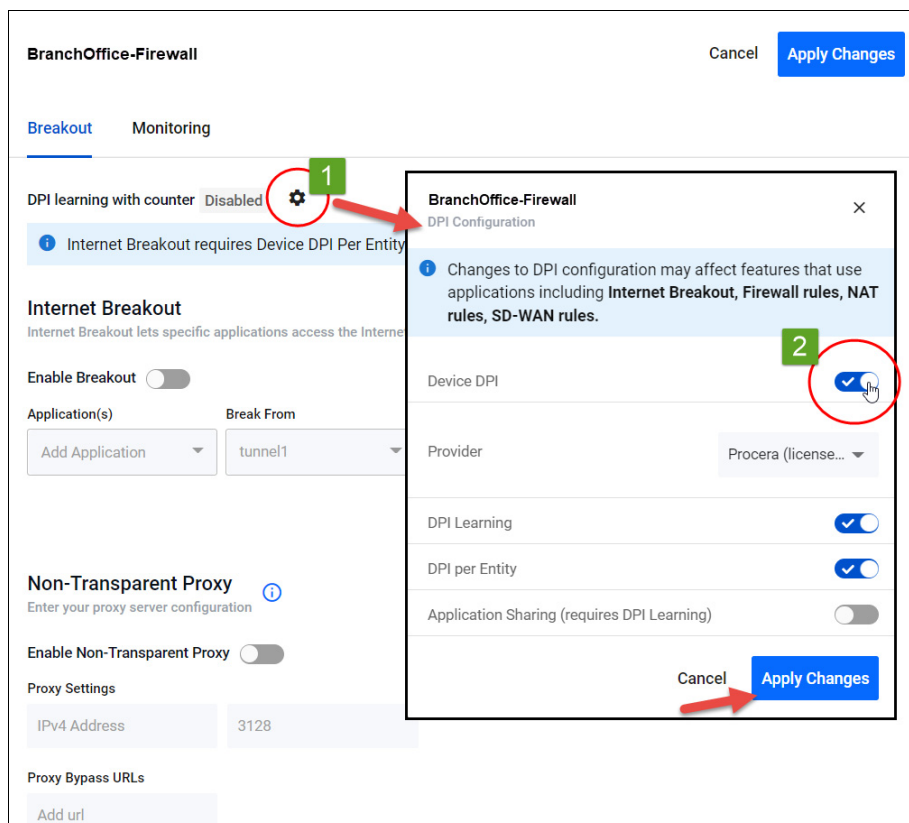 BranchOffice-Firewall
Cancel
Apply Changes
Breakout
Monitoring
DPI learning with counter
Disabled
1
Internet Breakout requires Device DPI Per Entity
Internet Breakout
Internet Breakout lets specific applications access the Interne
Enable Breakout
Application(s)
Break From
Add Application
tunnel1
Non-Transparent Proxy
Enter your proxy server configuration
Enable Non-Transparent Proxy
Proxy Settings
IPv4 Address
3128
Proxy Bypass URLs
Add url
BranchOffice-Firewall
DPI Configuration
Changes to DPI configuration may affect features that use
applications including Internet Breakout, Firewall rules, NAT
rules, SD-WAN rules.
2
Device DPI
Provider
Procera (license...
DPI Learning
DPI per Entity
Application Sharing (requires DPI Learning)
Cancel
Apply Changes